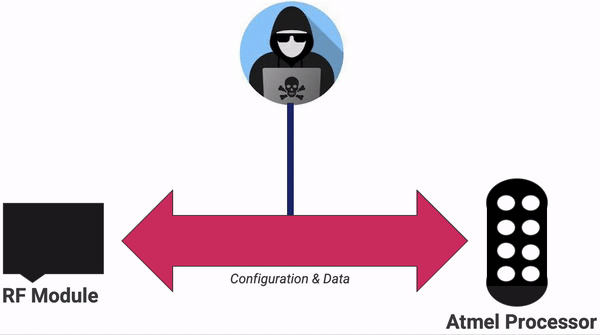 Configuration & Data
RF Module
Atmel Processor